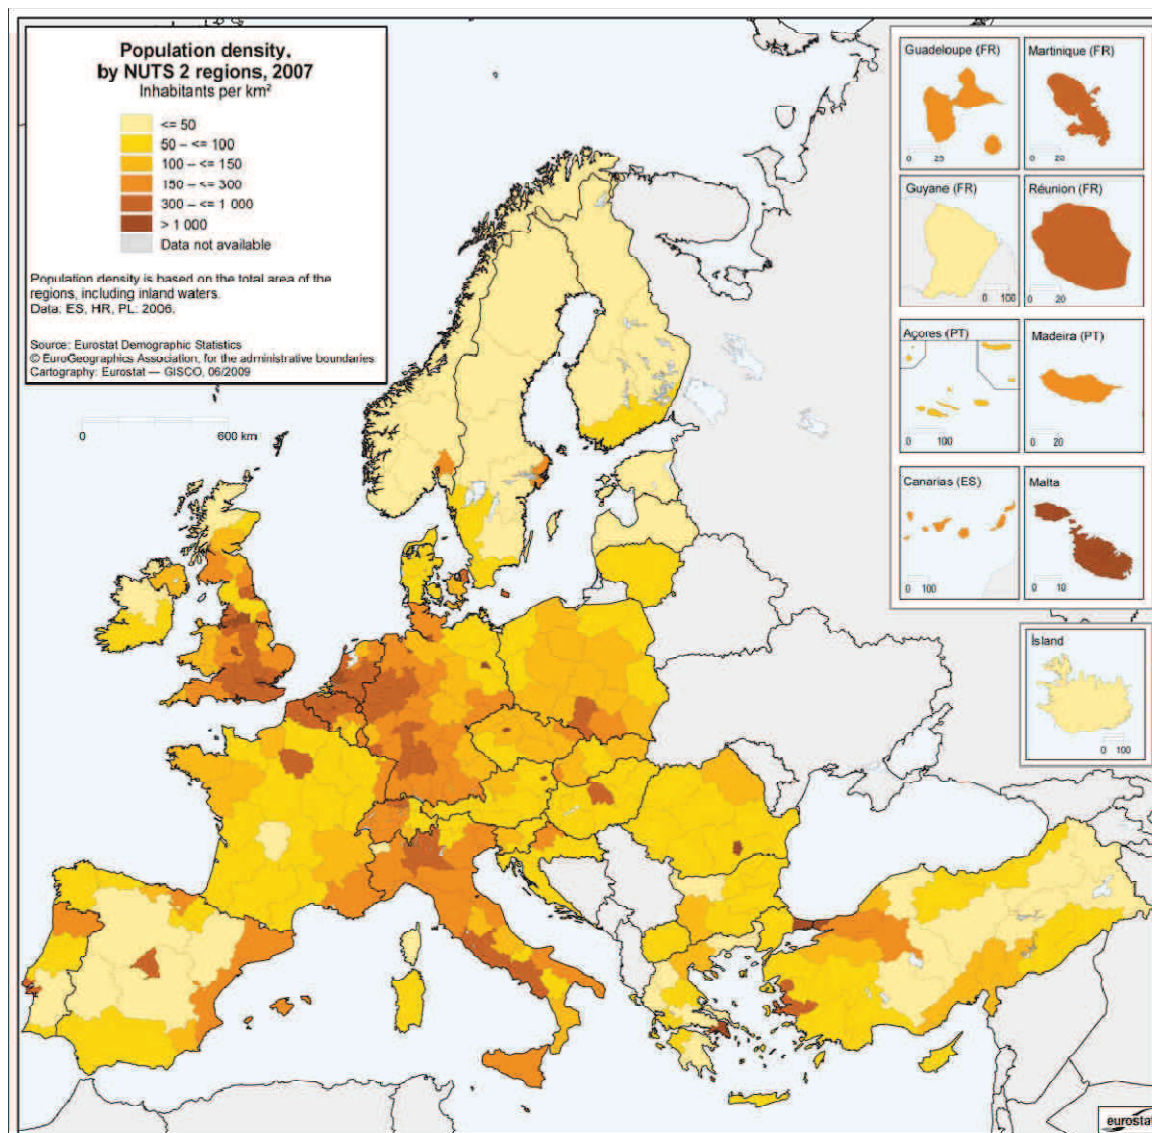 Population density.
by NUTS 2 regions, 2007
Inhabitants per km²
<= 50
50 – <= 100
100 – <= 150
150 – <= 300
300 – <= 1 000
> 1 000
Data not available
Population density is based on the total area of the
regions, including inland waters.
Data: ES, HR, PL: 2006.
Source: Eurostat Demographic Statistics
© EuroGeographics Association, for the administrative boundaries
Cartography: Eurostat — GISCO, 06/2009
0 600 km
Guadeloupe (FR)
0 25
Martinique (FR)
0 20
Guyane (FR)
0 100
Réunion (FR)
0 20
Açores (PT)
0 100
Madeira (PT)
0 20
Canarias (ES)
0 100
Malta
0 10
Ísland
0 100
eurostat